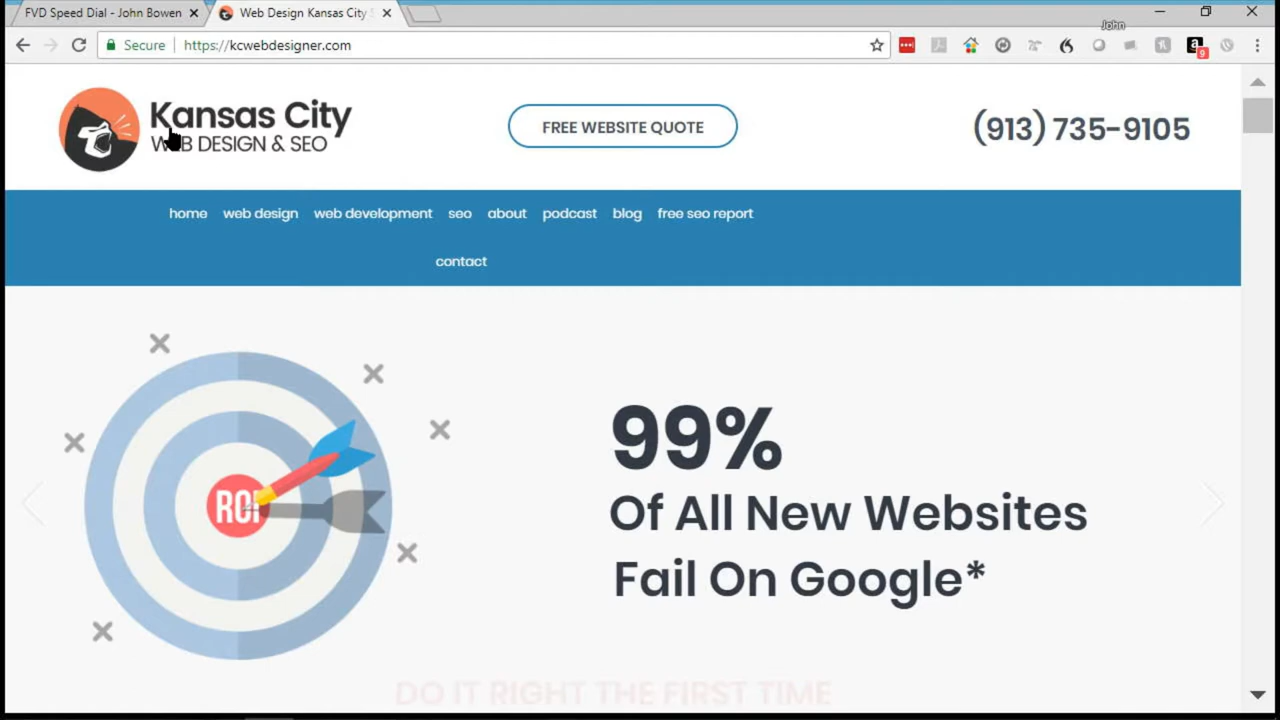 FVD Speed Dial - John Bowen
Web Design Kansas City S
John
Secure
https://kcwebdesigner.com
9
Kansas City
WEB DESIGN & SEO
FREE WEBSITE QUOTE
(913) 735-9105
home web design web development seo about podcast blog free seo report
contact
ROI
99%
Of All New Websites
Fail On Google*
DO IT RIGHT THE FIRST TIME